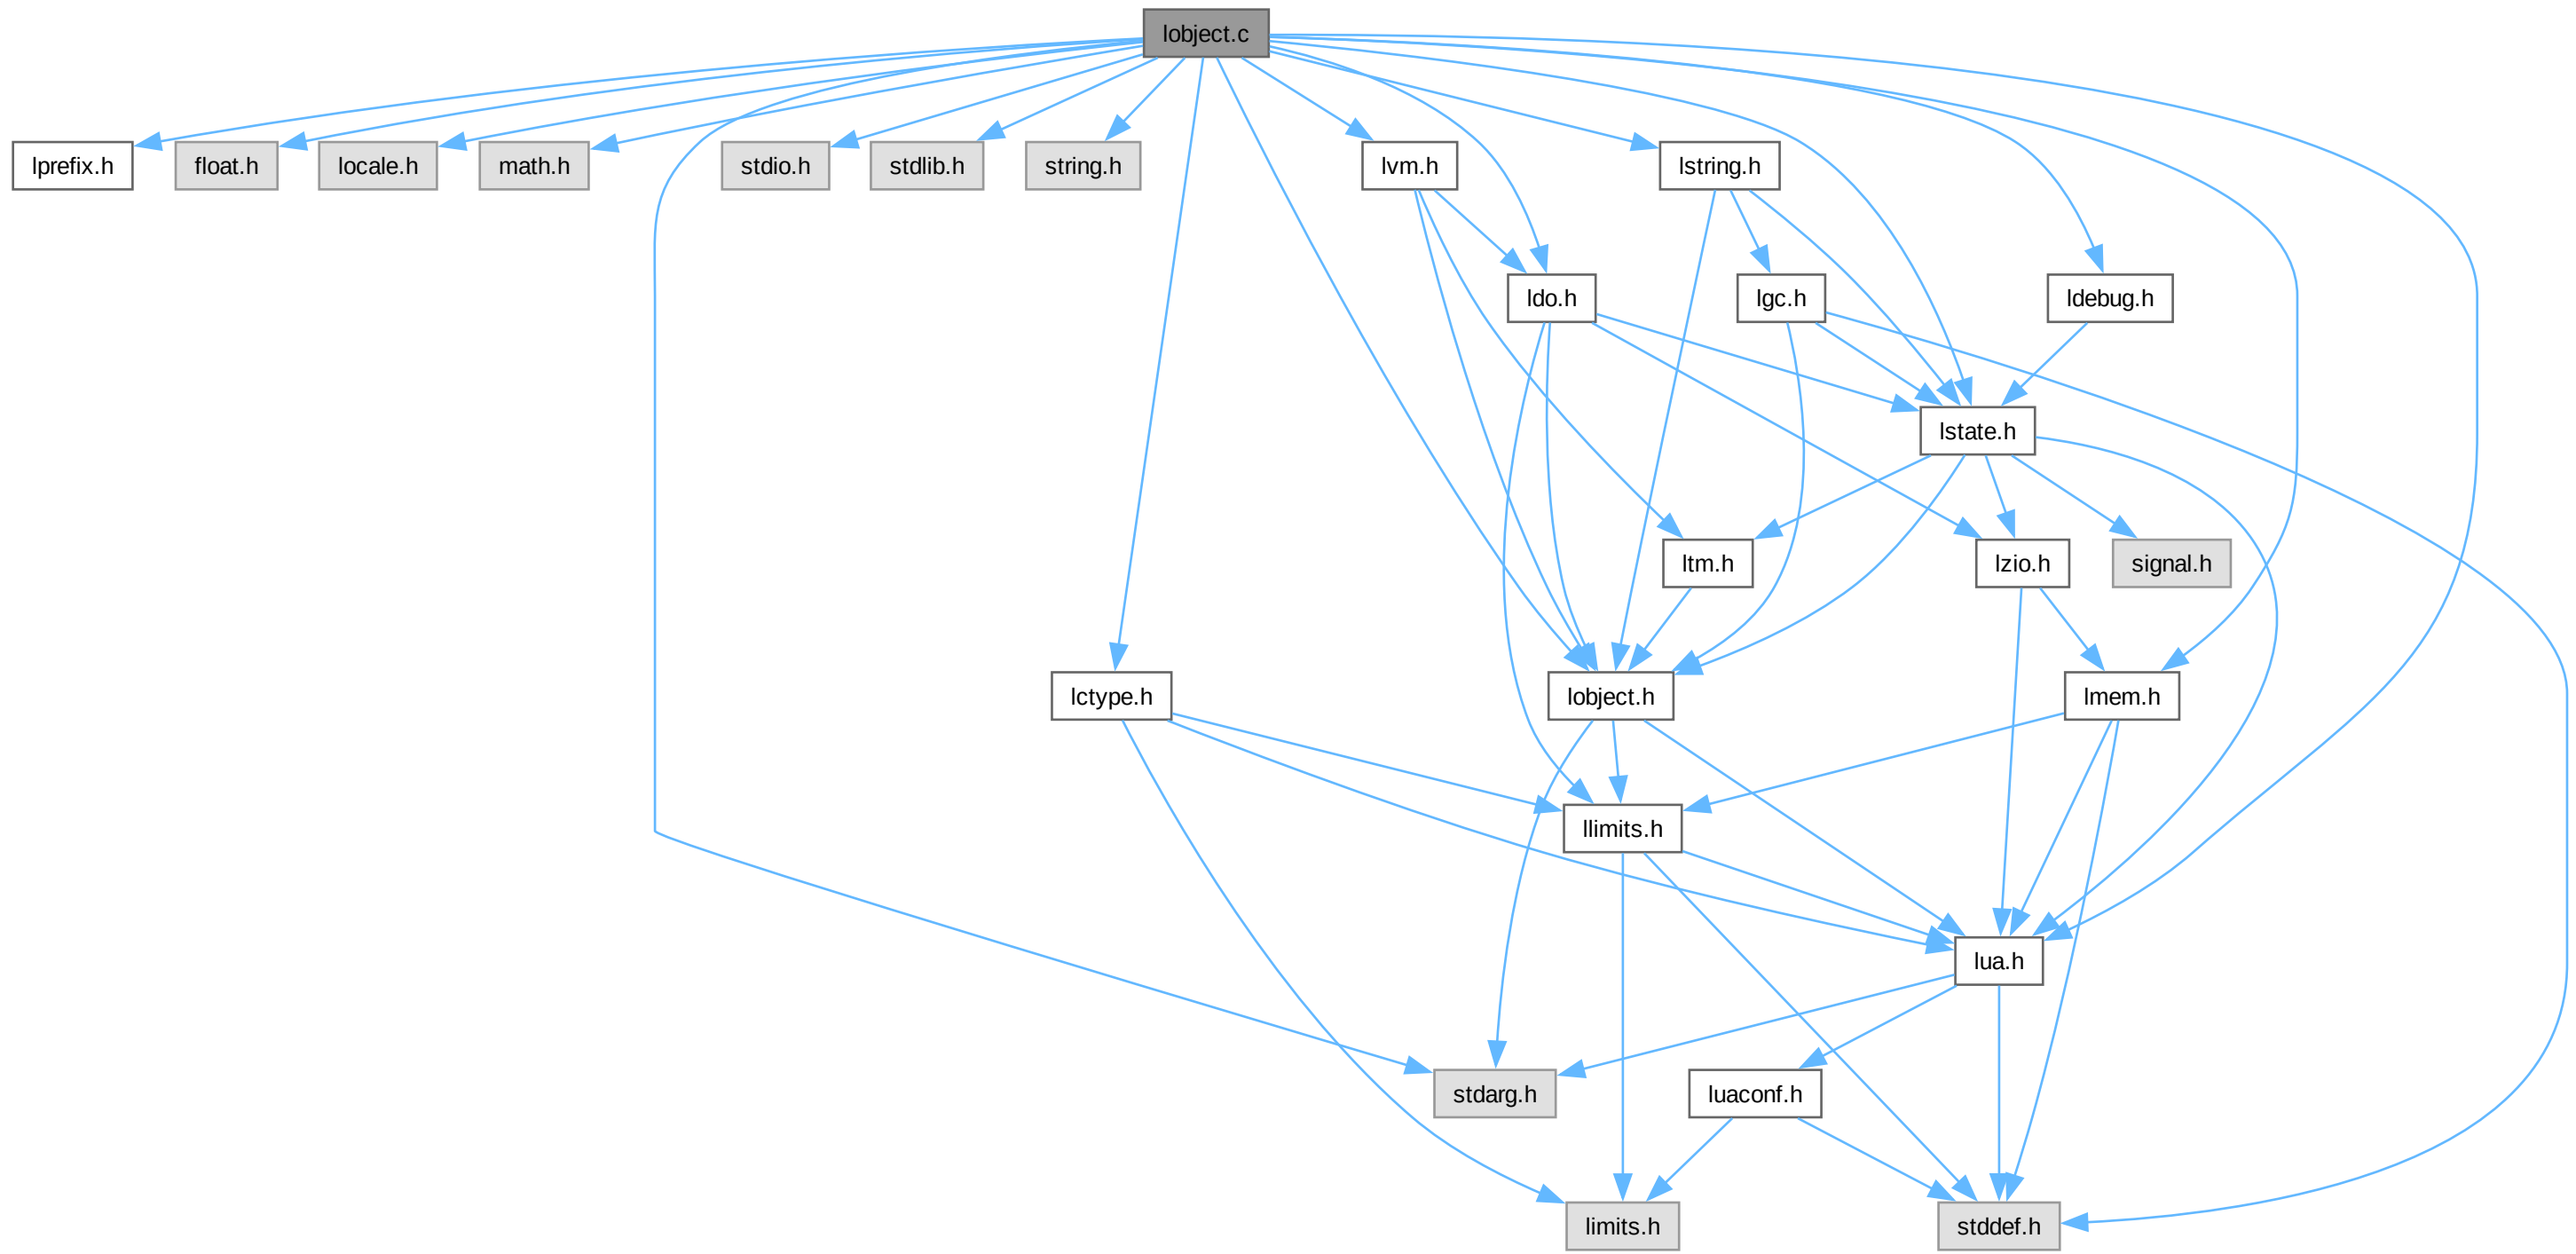 lobject.c
lprefix.h
float.h
locale.h
math.h
stdio.h
stdlib.h
string.h
lvm.h
lstring.h
ldo.h
lgc.h
ldebug.h
lstate.h
ltm.h
lzio.h
signal.h
lctype.h
lobject.h
lmem.h
llimits.h
lua.h
stdarg.h
luaconf.h
limits.h
stddef.h